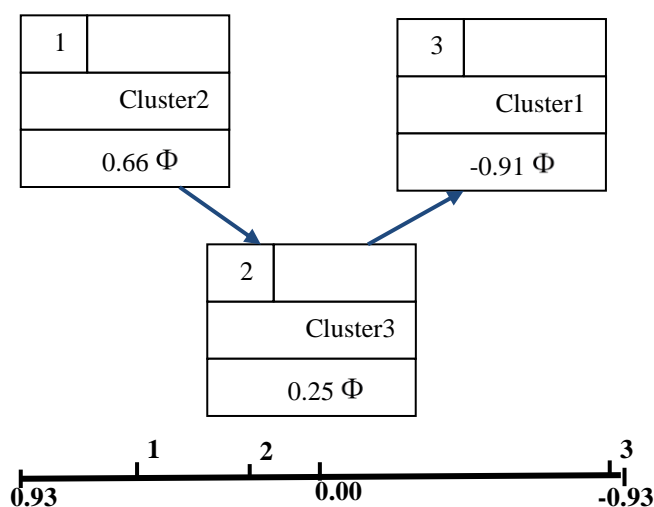 1
Cluster2
0.66 Φ
3
Cluster1
-0.91 Φ
2
Cluster3
0.25 Φ
1 2 3
0.93 0.00 -0.93